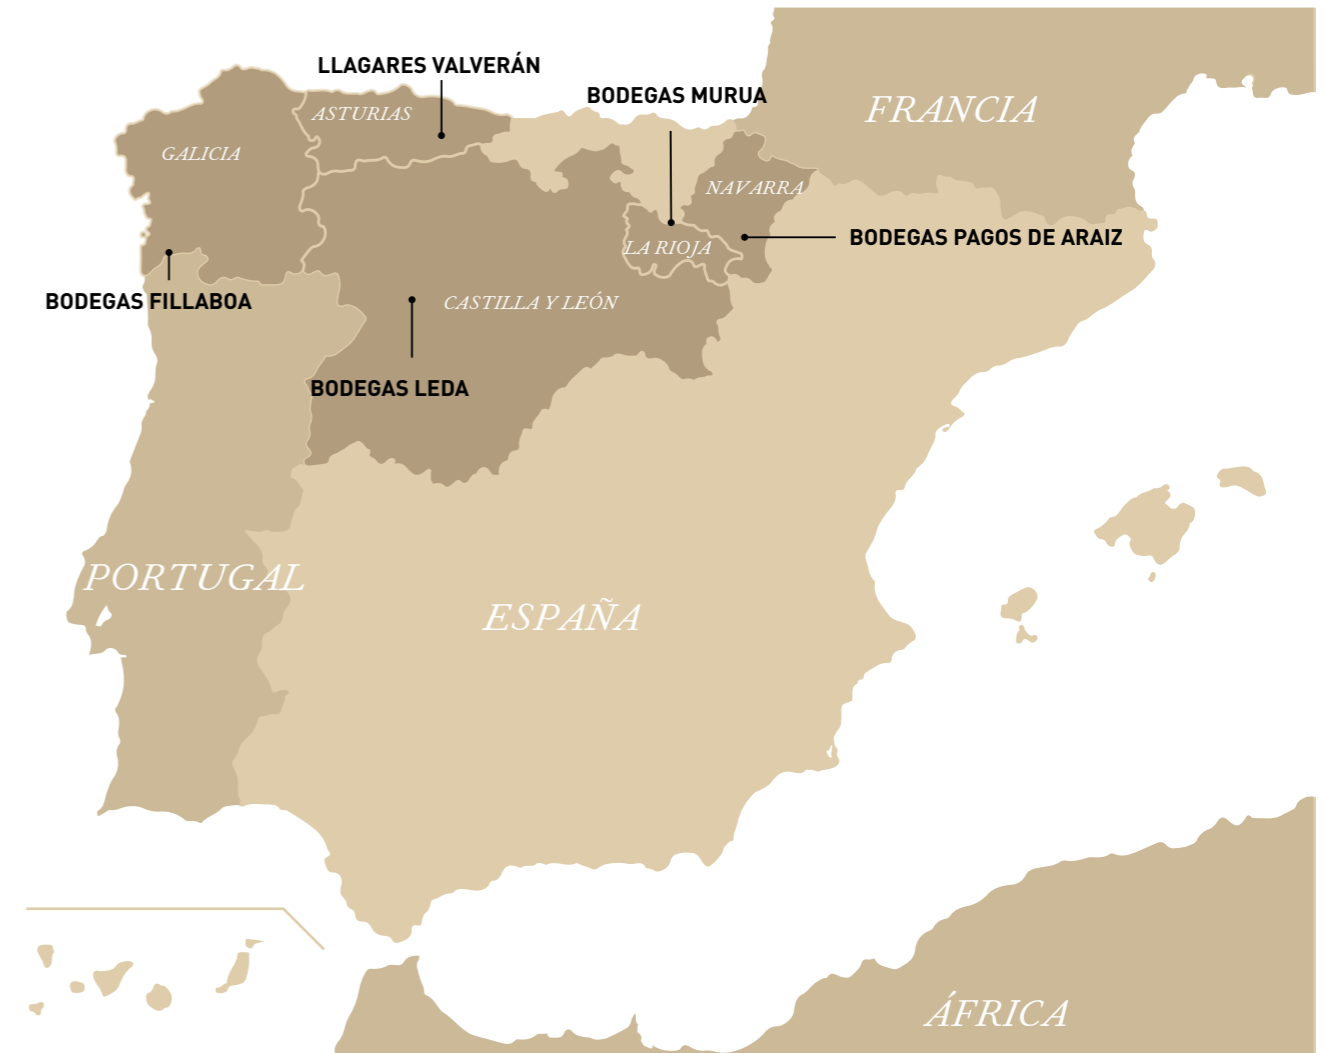 LLAGARES VALVERÁN
BODEGAS MURUA
FRANCIA
ASTURIAS
GALICIA
NAVARRA
BODEGAS PAGOS DE ARAIZ
LA RIOJA
BODEGAS FILLABOA
CASTILLA Y LEÓN
BODEGAS LEDA
PORTUGAL
ESPAÑA
ÁFRICA